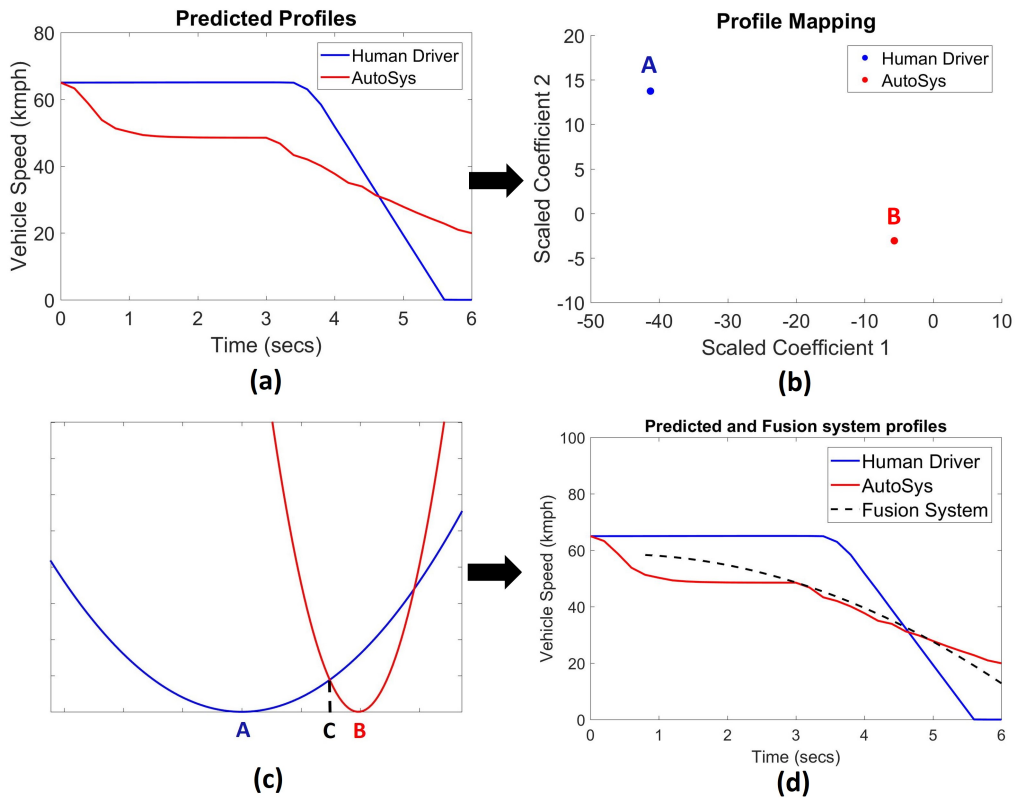 Predicted Profiles
80
60
40
20
0
Vehicle Speed (kmph)
Human Driver
AutoSys
0 1 2 3 4 5 6
Time (secs)
(a)
Profile Mapping
20
15
10
5
0
-5
-10
Scaled Coefficient 2
Human Driver
AutoSys
A
B
-50 -40 -30 -20 -10 0 10
Scaled Coefficient 1
(b)
A C B
(c)
Predicted and Fusion system profiles
100
80
60
40
20
0
Vehicle Speed (kmph)
Human Driver
AutoSys
Fusion System
0 1 2 3 4 5 6
Time (secs)
(d)